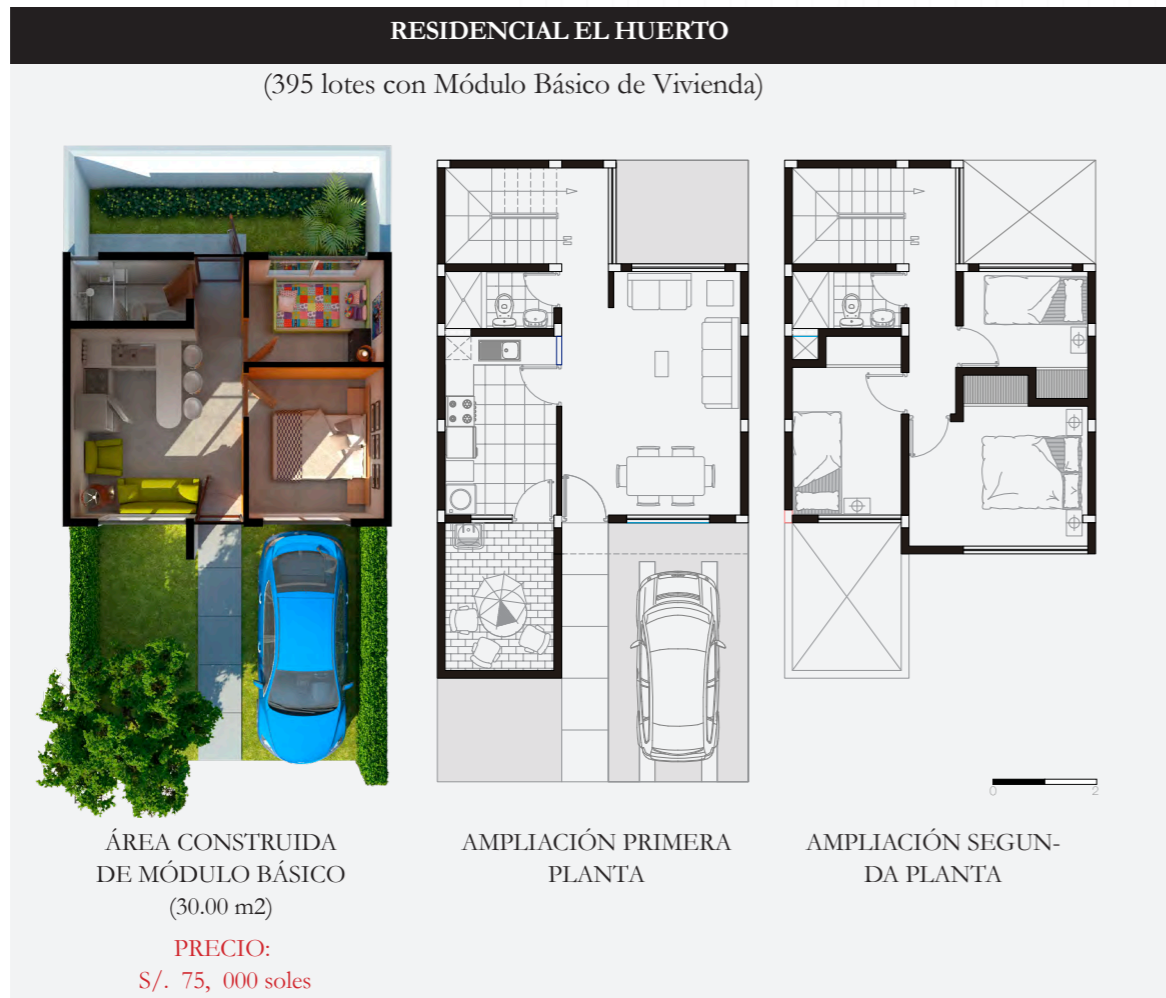 RESIDENCIAL EL HUERTO
(395 lotes con Módulo Básico de Vivienda)
0 2
ÁREA CONSTRUIDA
DE MÓDULO BÁSICO
(30.00 m2)
PRECIO:
S/. 75, 000 soles
AMPLIACIÓN PRIMERA
PLANTA
AMPLIACIÓN SEGUN-
DA PLANTA